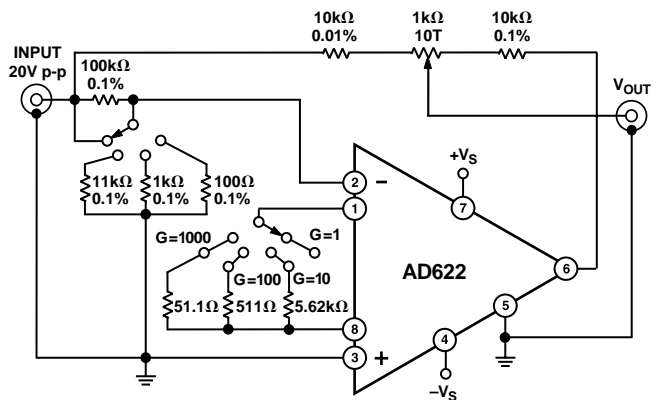 10kΩ
0.01%
1kΩ
10T
10kΩ
0.1%
INPUT
20V p-p
100kΩ
0.1%
VOUT
11kΩ
0.1%
1kΩ
0.1%
100Ω
0.1%
+VS
2
−
1
7
G=1000
G=1
G=100
G=10
AD622
6
51.1Ω
511Ω
5.62kΩ
5
8
4
3
+
−VS